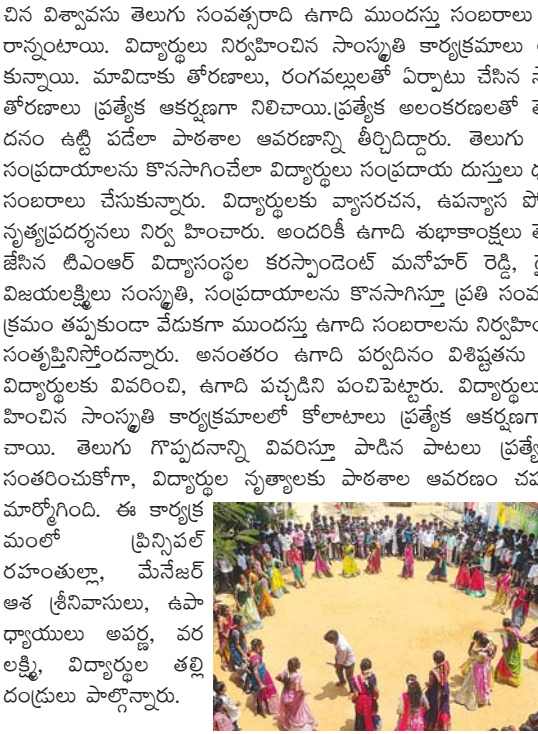 చిన విశ్వావసు తెలుగు సంవత్సరాది ఉగాది ముందస్తు సంబరాలు
రాన్నంటాయి. విద్యార్థులు నిర్వహించిన సాంస్కృతి కార్యక్రమాలు
కున్నాయి. మావిడాకు తోరణాలు, రంగవల్లులతో ఏర్పాటు చేసిన
తోరణాలు ప్రత్యేక ఆకర్షణగా నిలిచాయి.ప్రత్యేక అలంకరణలతో
దనం ఉట్టి పడేలా పాఠశాల ఆవరణాన్ని తీర్చిదిద్దారు. తెలుగు
సంప్రదాయాలను కొనసాగించేలా విద్యార్థులు సంప్రదాయ దుస్తులు
సంబరాలు చేసుకున్నారు. విద్యార్థులకు వ్యాసరచన, ఉపన్యాస
నృత్యప్రదర్శనలు నిర్వ హించారు. అందరికీ ఉగాది శుభాకాంక్షలు
జేసిన టిఎంఆర్ విద్యాసంస్థల కరస్పాండెంట్ మనోహర్ రెడ్డి,
విజయలక్ష్మిలు సంస్కృతి, సంప్రదాయాలను కొనసాగిస్తూ ప్రతి
క్రమం తప్పకుండా వేడుకగా ముందస్తు ఉగాది సంబరాలను
సంతృప్తినిస్తోందన్నారు. అనంతరం ఉగాది పర్వదినం విశిష్టతను
విద్యార్థులకు వివరించి, ఉగాది పచ్చడిని పంచిపెట్టారు. విద్యార్థులు
హించిన సాంస్కృతి కార్యక్రమాలలో కోలాటాలు ప్రత్యేక ఆకర్షణగా
చాయి. తెలుగు గొప్పదనాన్ని వివరిస్తూ పాడిన పాటలు
సంతరించుకోగా, విద్యార్థుల నృత్యాలకు పాఠశాల ఆవరణం
మార్మోగింది. ఈ కార్యక్ర
మంలో ప్రిన్సిపల్
రహంతుల్లా, మేనేజర్
ఆశ శ్రీనివాసులు, ఉపా
ధ్యాయులు అపర్ణ, వర
లక్ష్మి, విద్యార్థుల తల్లి
దండ్రులు పాల్గొన్నారు.